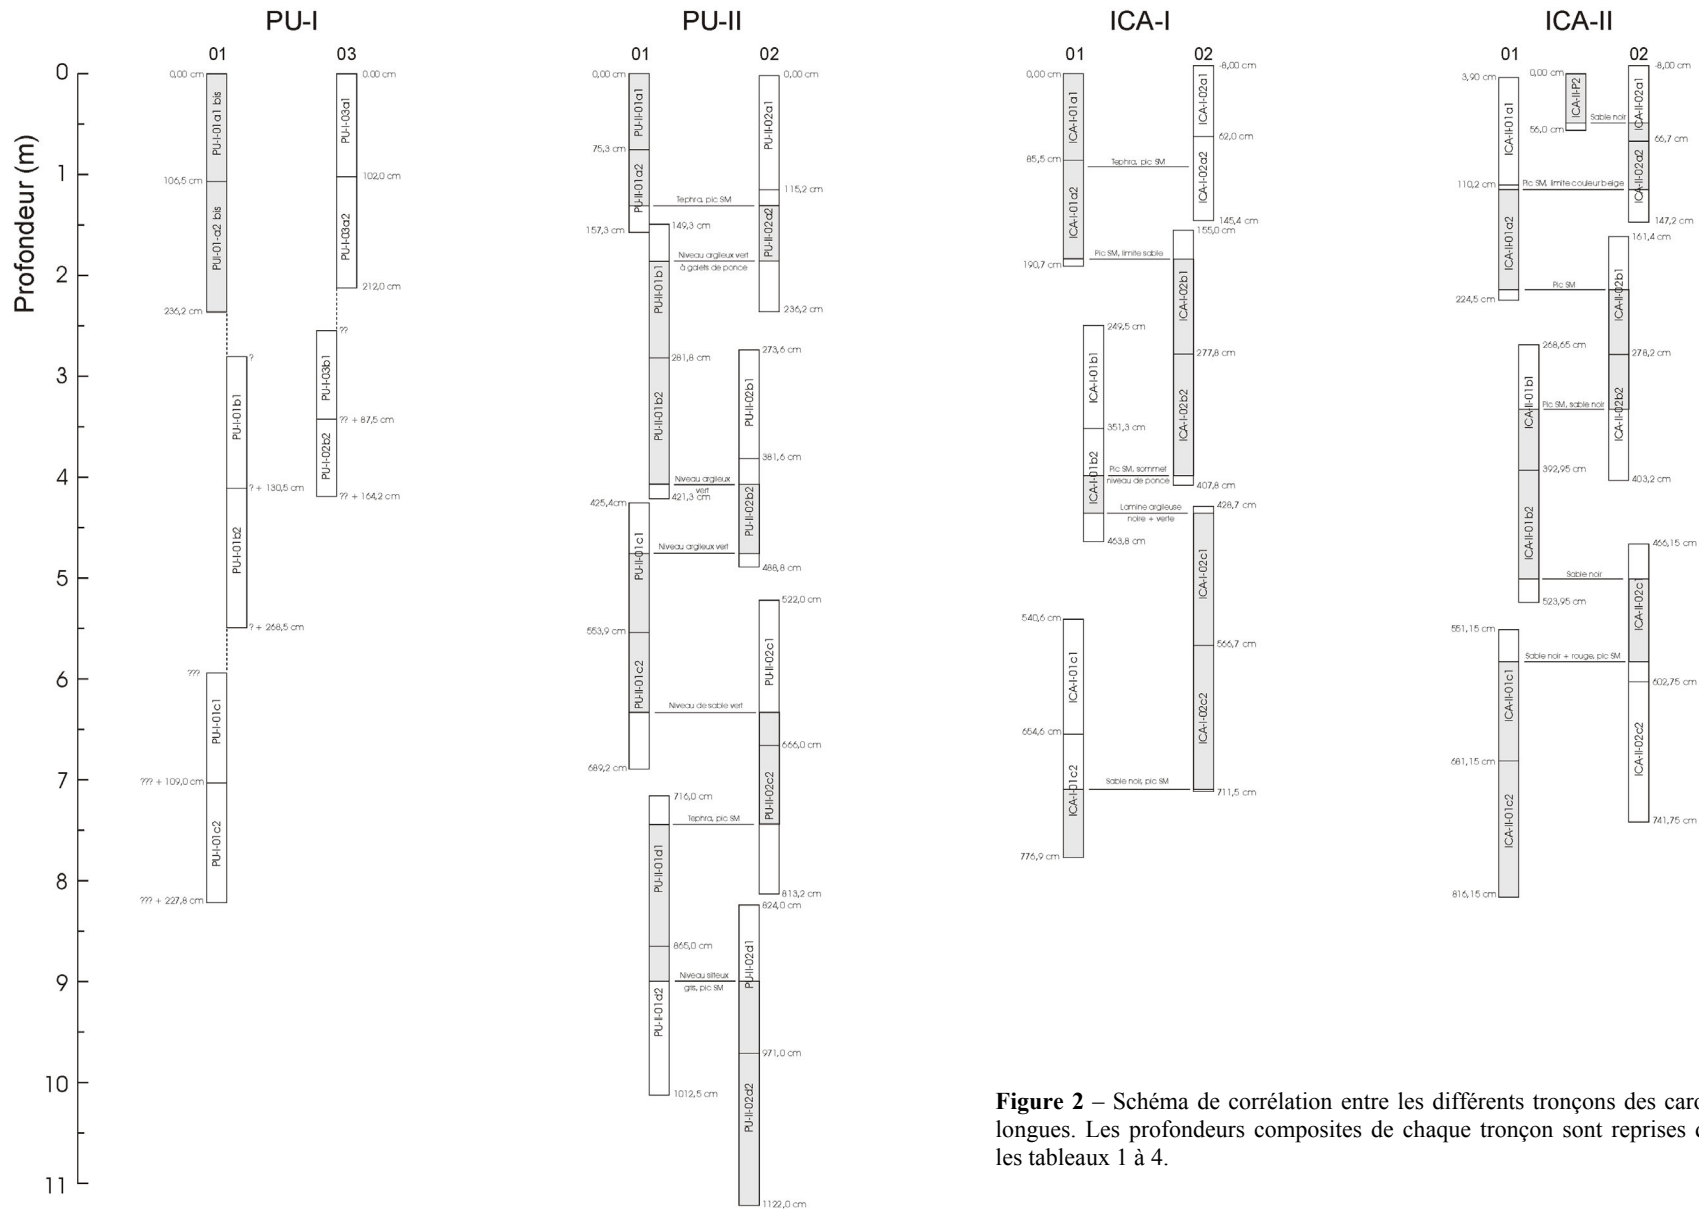 PU-I
PU-II
ICA-I
ICA-II
Profondeur (m)
0
1
2
3
4
5
6
7
8
9
10
11
01
03
0,00 cm
PU-I-01a1 bis
106,5 cm
PUI-01-a2 bis
236,2 cm
?
PU-I-01b1
? + 130,5 cm
PU-I-01b2
? + 268,5 cm
???
PU-I-01c1
??? + 109,0 cm
PU-I-01c2
??? + 227,8 cm
0,00 cm
PU-I-03a1
102,0 cm
PU-I-03a2
212,0 cm
??
PU-I-03b1
?? + 87,5 cm
PU-I-02b2
?? + 164,2 cm
01
02
0,00 cm
PU-II-01a1
75,3 cm
PU-II-01a2
157,3 cm
149,3 cm
PU-II-01b1
281,8 cm
PU-II-01b2
421,3 cm
425,4cm
PU-II-01c1
553,9 cm
PU-II-01c2
689,2 cm
716,0 cm
PU-II-01d1
865,0 cm
PU-II-01d2
1012,5 cm
Tephra, pic SM
Niveau argileux vert
à galets de ponce
Niveau argileux
vert
Niveau argileux vert
Niveau de sable vert
Tephra, pic SM
Niveau silteux
gris, pic SM
0,00 cm
PU-II-02a1
115,2 cm
PU-II-02a2
236,2 cm
273,6 cm
PU-II-02b1
381,6 cm
PU-II-02b2
488,8 cm
522,0 cm
PU-II-02c1
666,0 cm
PU-II-02c2
813,2 cm
824,0 cm
PU-II-02d1
971,0 cm
PU-II-02d2
1122,0 cm
01
02
0,00 cm
ICA-I-01a1
85,5 cm
ICA-I-01a2
190,7 cm
249,5 cm
ICA-I-01b1
351,3 cm
ICA-I-01b2
463,8 cm
540,6 cm
ICA-I-01c1
654,6 cm
ICA-I-01c2
776,9 cm
Tephra, pic SM
Pic SM, limite sable
Pic SM, sommet
niveau de ponce
Lamine argileuse
noire + verte
Sable noir, pic SM
-8,00 cm
ICA-I-02a1
62,0 cm
ICA-I-02a2
145,4 cm
155,0 cm
ICA-I-02b1
277,8 cm
ICA-I-02b2
407,8 cm
428,7 cm
ICA-I-02c1
566,7 cm
ICA-I-02c2
711,5 cm
01
02
3,90 cm
ICA-II-01a1
110,2 cm
ICA-II-01a2
224,5 cm
268,65 cm
ICA-II-01b1
392,95 cm
ICA-II-01b2
523,95 cm
551,15 cm
ICA-II-01c1
681,15 cm
ICA-II-01c2
816,15 cm
0,00 cm
ICA-II-P2
56,0 cm
Sable noir
Pic SM, limite couleur beige
Pic SM
Pic SM, sable noir
Sable noir
Sable noir + rouge, pic SM
-8,00 cm
ICA-II-02a1
66,7 cm
ICA-II-02a2
147,2 cm
161,4 cm
ICA-II-02b1
278,2 cm
ICA-II-02b2
403,2 cm
466,15 cm
ICA-II-02c1
602,75 cm
ICA-II-02c2
741,75 cm
Figure 2 – Schéma de corrélation entre les différents tronçons des caro
longues. Les profondeurs composites de chaque tronçon sont reprises
les tableaux 1 à 4.